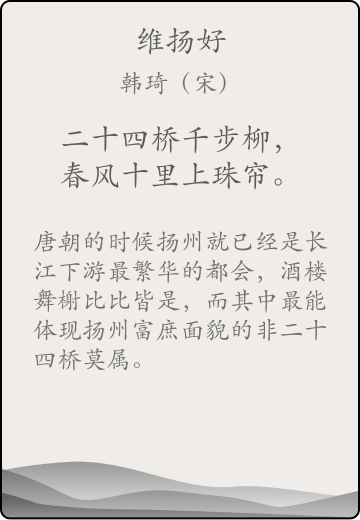 维扬好
韩琦（宋）
二十四桥千步柳，
春风十里上珠帘。
唐朝的时候扬州就已经是长
江下游最繁华的都会，酒楼
舞榭比比皆是，而其中最能
体现扬州富庶面貌的非二十
四桥莫属。